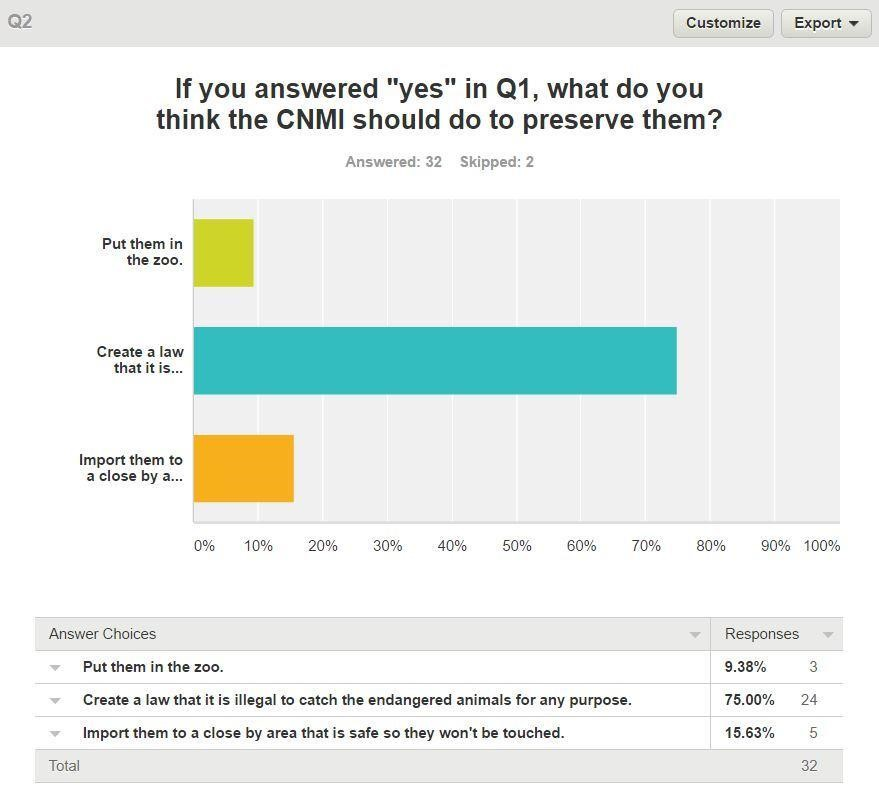 Q2
Customize
Export
If you answered "yes" in Q1, what do you
think the CNMI should do to preserve them?
Answered: 32 Skipped: 2
Put them in
the zoo.
Create a law
that it is...
Import them to
a close by a...
0% 10% 20% 30% 40% 50% 60% 70% 80% 90% 100%
Answer Choices Responses
Put them in the zoo. 9.38% 3
Create a law that it is illegal to catch the endangered animals for any purpose. 75.00% 24
Import them to a close by area that is safe so they won't be touched. 15.63% 5
Total 32